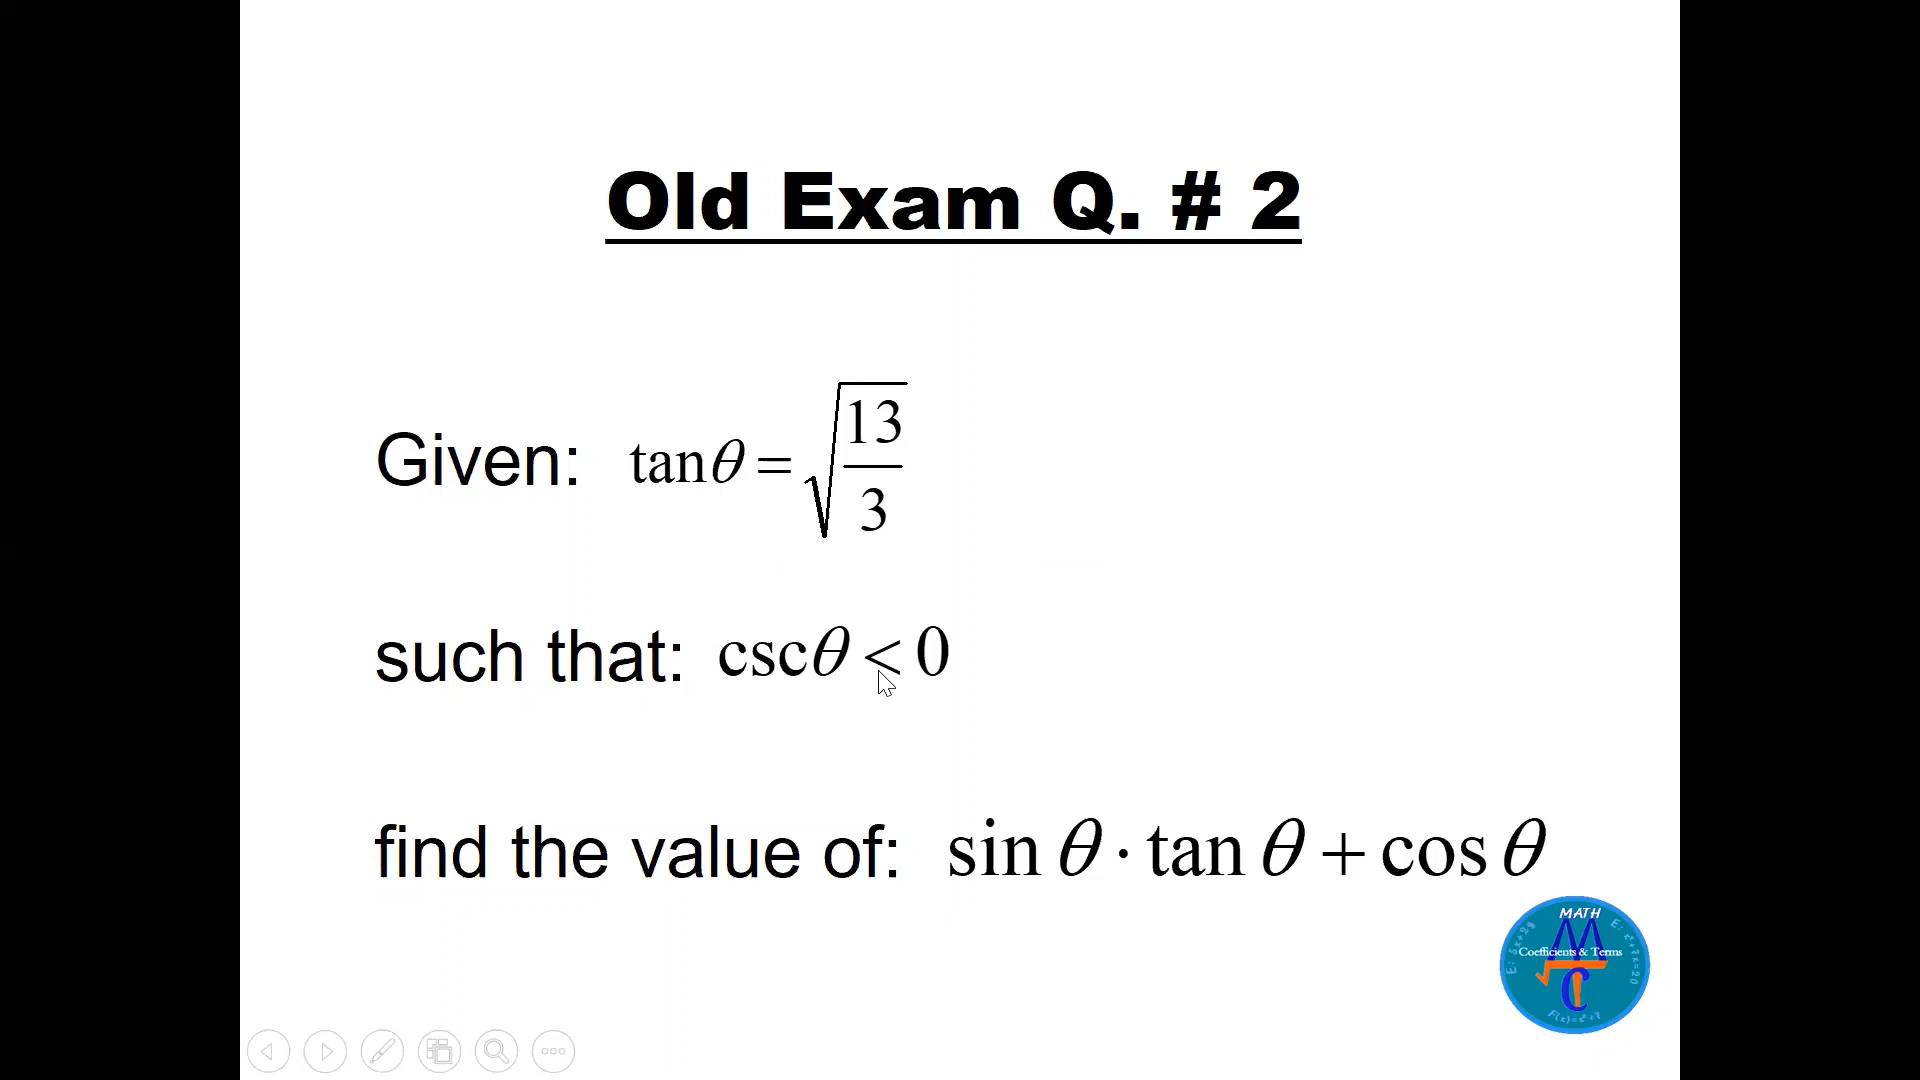 Old Exam Q. # 2
Given: tanθ = √(13/3)
such that: cscθ < 0
find the value of: sin θ · tan θ + cos θ
MATH
Coefficients & Terms